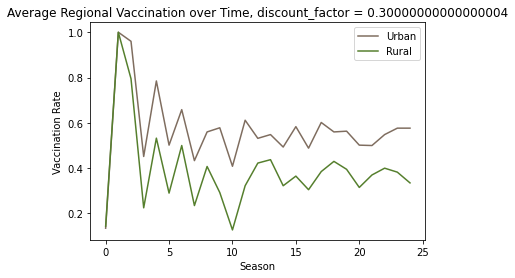 Average Regional Vaccination over Time, discount_factor = 0.30000000000000004
Urban
Rural
Vaccination Rate
1.0
0.8
0.6
0.4
0.2
0
5
10
15
20
25
Season